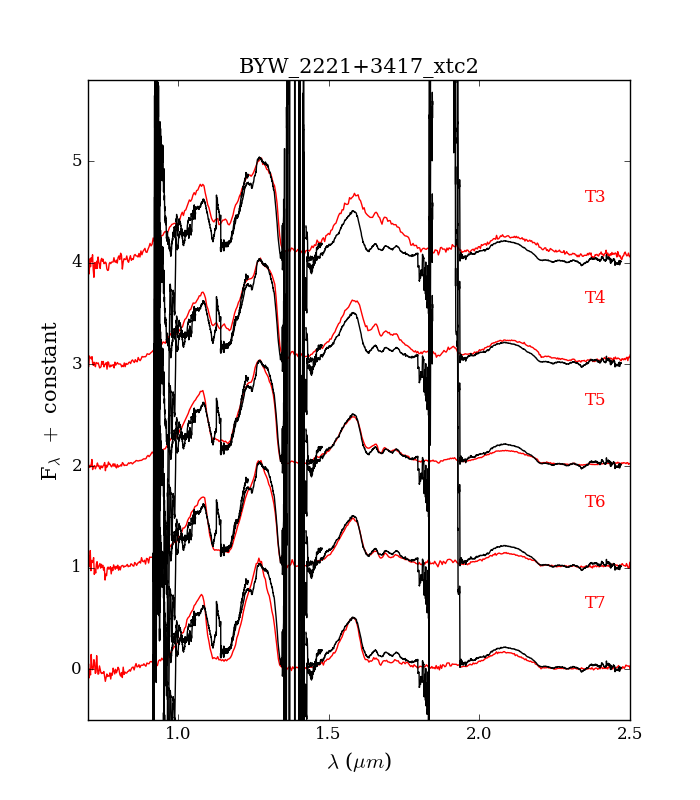 BYW_2221+3417_xtc2
F_λ + constant
5
4
3
2
1
0
T3
T4
T5
T6
T7
1.0 1.5 2.0 2.5
λ (μm)